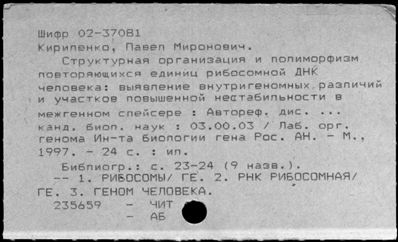 Шифр 02-37081
Кирипенко, Павел Миронович.
Структурная организация и полиморфизм
повторяющихся единиц рибосомной ДНК
человека: выявление внутригеномных различий
и участков повышенной нестабильности в
межгенном спейсере : Автореф. дис. ...
канд. биол. наук : 03.00.03 / Лаб. орг.
генома Ин-та Биологии гена Рос. АН. - М.,
1997. - 24 с. : ил.
Библиогр.: с. 23-24 (9 назв.).
-- 1. РИБОСОМЫ/ ГЕ. 2. РНК РИБОСОМНАЯ/
ГЕ. 3. ГЕНОМ ЧЕЛОВЕКА.
235659 - ЧИТ
- АБ